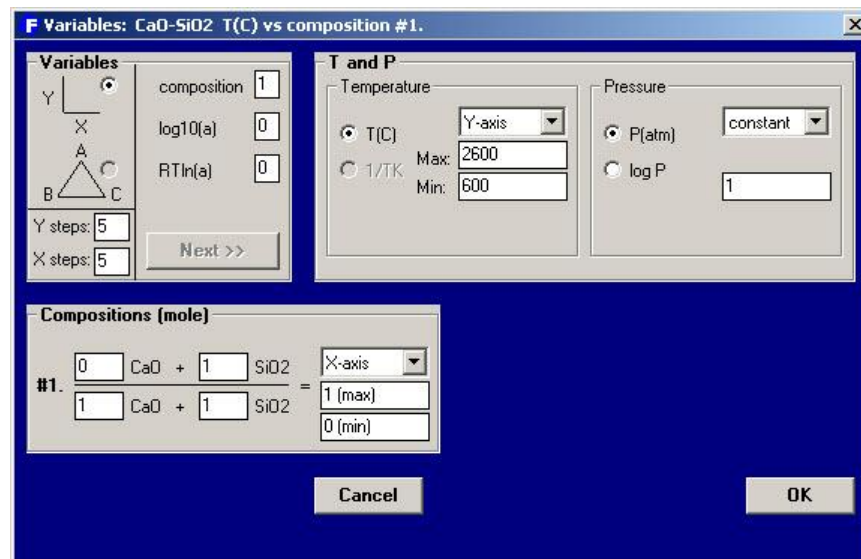 F Variables: CaO-SiO2 T(C) vs composition #1.
Variables
Y
X
A
B C
composition 1
log10(a) 0
RTln(a) 0
Y steps: 5
X steps: 5
Next >>
T and P
Temperature
T(C)
1/TK
Y-axis
Max: 2600
Min: 600
Pressure
P(atm)
log P
constant
1
Compositions (mole)
#1.
0 CaO + 1 SiO2
1 CaO + 1 SiO2
=
X-axis
1 (max)
0 (min)
Cancel
OK